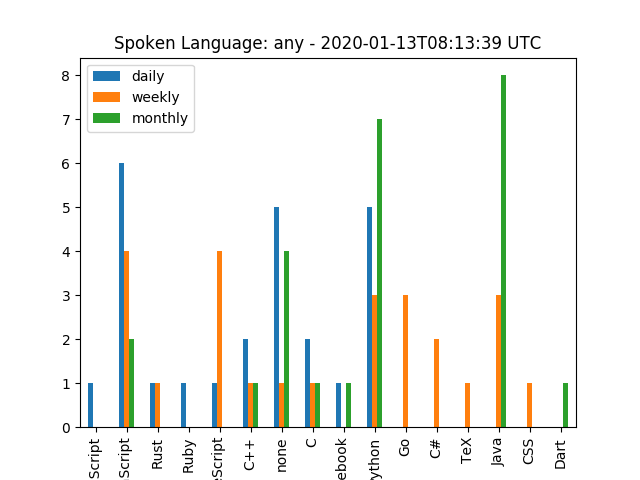 Spoken Language: any - 2020-01-13T08:13:39 UTC
daily
weekly
monthly
8
7
6
5
4
3
2
1
0
Script
Script
Rust
Ruby
eScript
C++
none
C
ebook
ython
Go
C#
TeX
Java
CSS
Dart